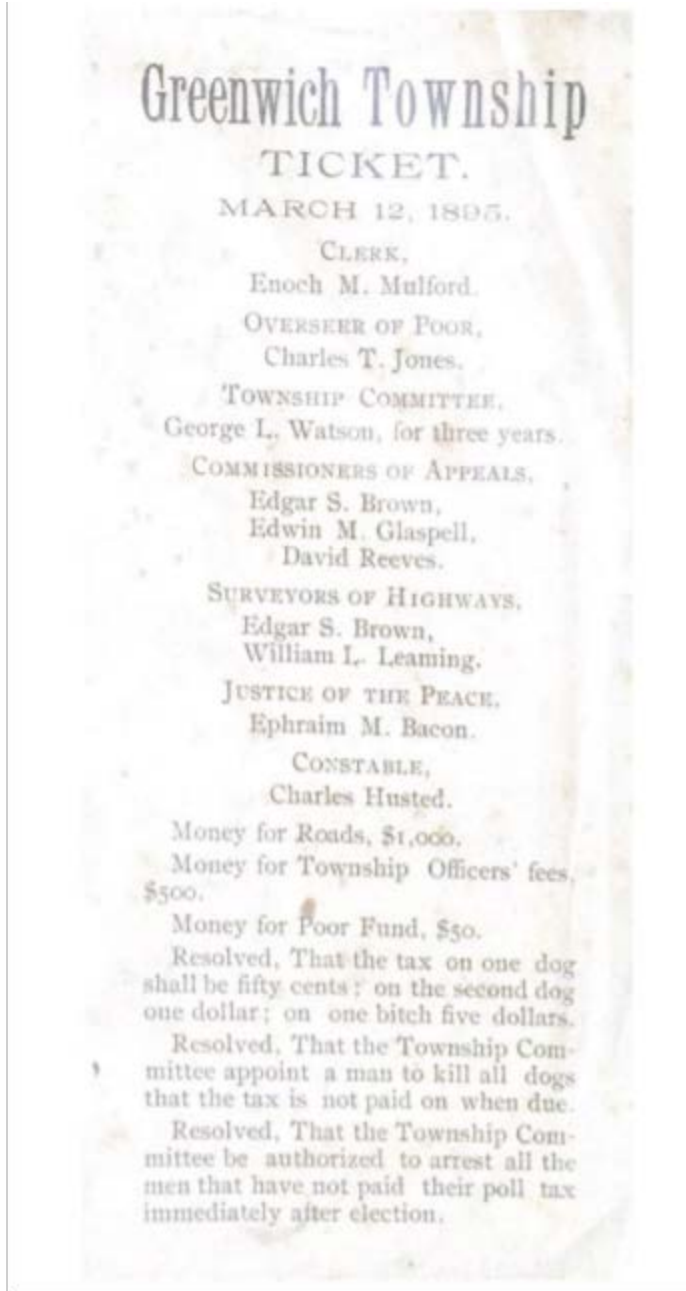 Greenwich Township
TICKET.
MARCH 12, 1895.
CLERK,
Enoch M. Mulford.
OVERSEER OF POOR,
Charles T. Jones.
TOWNSHIP COMMITTEE,
George L. Watson, for three years.
COMMISSIONERS OF APPEALS,
Edgar S. Brown,
Edwin M. Glaspell,
David Reeves.
SURVEYORS OF HIGHWAYS,
Edgar S. Brown,
William L. Leaming.
JUSTICE OF THE PEACE,
Ephraim M. Bacon.
CONSTABLE,
Charles Husted.
Money for Roads, $1,000.
Money for Township Officers' fees,
$500.
Money for Poor Fund, $50.
Resolved, That the tax on one dog
shall be fifty cents; on the second dog
one dollar; on one bitch five dollars.
Resolved, That the Township Com-
mittee appoint a man to kill all dogs
that the tax is not paid on when due.
Resolved, That the Township Com-
mittee be authorized to arrest all the
men that have not paid their poll tax
immediately after election.